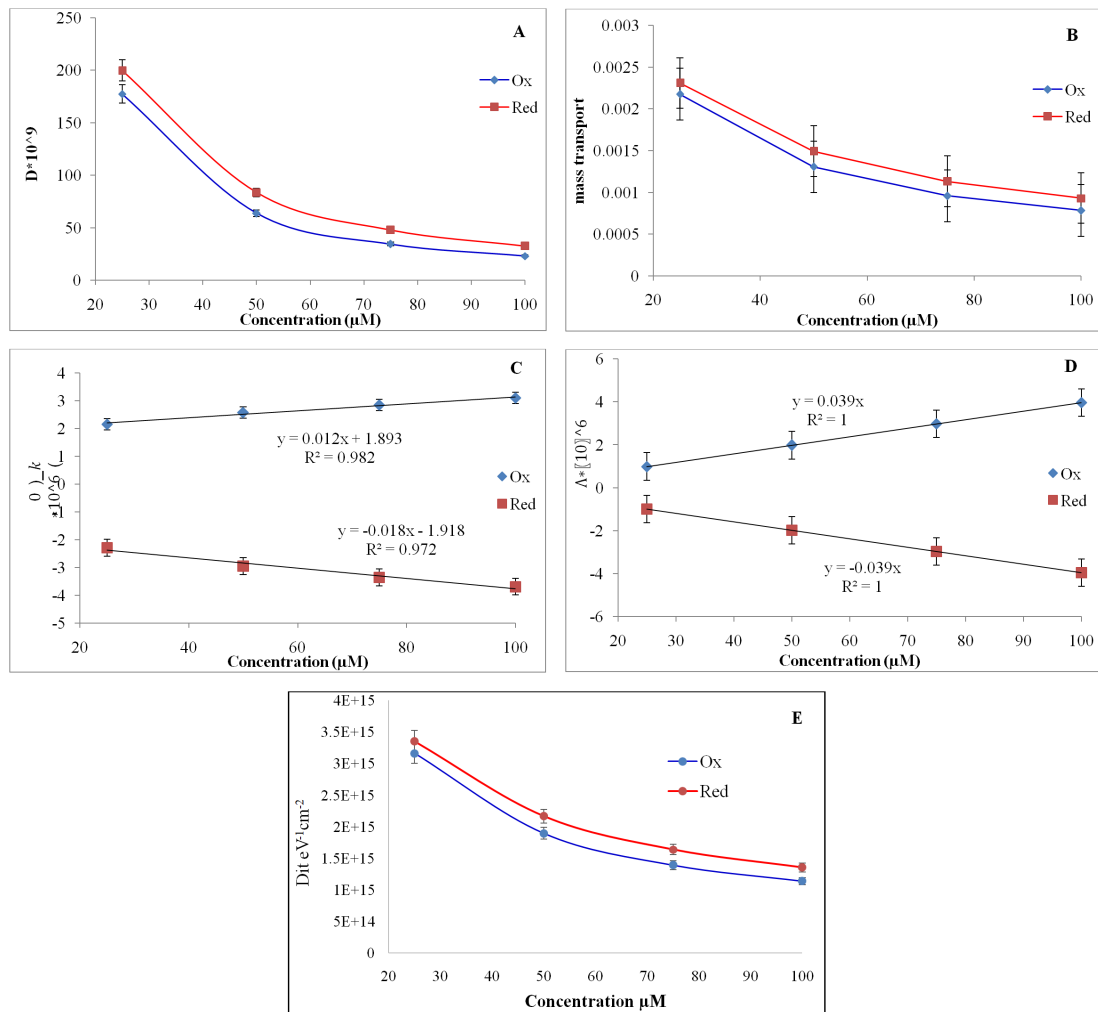 A
D*10^9
250
200
150
100
50
0
20 30 40 50 60 70 80 90 100
Concentration (µM)
Ox
Red
B
mass transport
0.003
0.0025
0.002
0.0015
0.001
0.0005
0
20 40 60 80 100
Concentration (µM)
Ox
Red
C
0 )_k
*10^6 (
4
3
2
1
0
-1
-2
-3
-4
-5
y = 0.012x + 1.893
R² = 0.982
Ox
Red
y = -0.018x - 1.918
R² = 0.972
20 40 60 80 100
Concentration (µM)
D
Λ*〖10〗^6
6
4
2
0
-2
-4
-6
y = 0.039x
R² = 1
Ox
Red
y = -0.039x
R² = 1
20 30 40 50 60 70 80 90 100
Concentration (µM)
E
Dit eV⁻¹cm⁻²
4E+15
3.5E+15
3E+15
2.5E+15
2E+15
1.5E+15
1E+15
5E+14
0
Ox
Red
20 30 40 50 60 70 80 90 100
Concentration µM